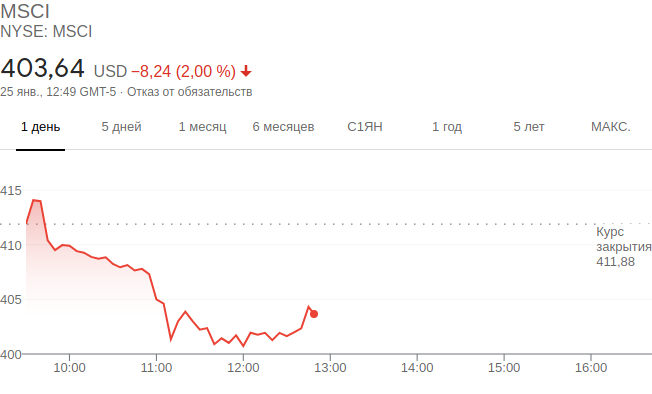 MSCI
NYSE: MSCI
403,64 USD −8,24 (2,00 %)
25 янв., 12:49 GMT-5 · Отказ от обязательств
1 день 5 дней 1 месяц 6 месяцев С1ЯН 1 год 5 лет МАКС.
415
410
405
400
Курс
закрытия
411,88
10:00 11:00 12:00 13:00 14:00 15:00 16:00